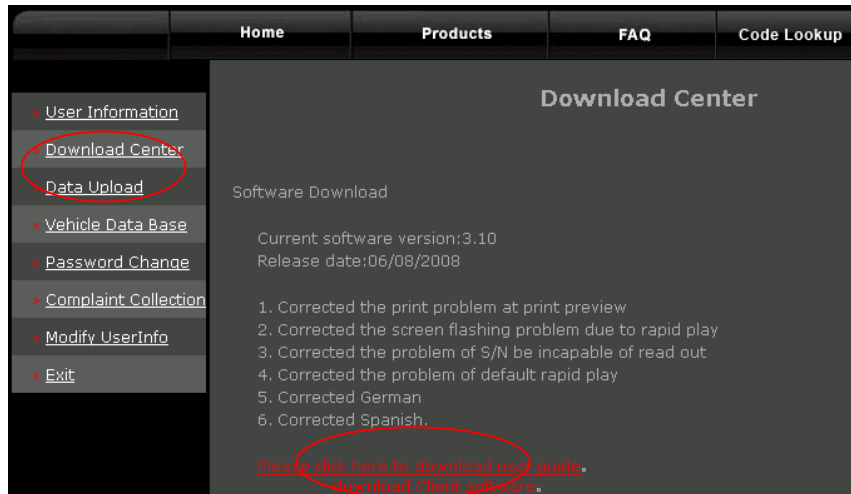 Home Products FAQ Code Lookup
Download Center
» User Information
» Download Center
» Data Upload
» Vehicle Data Base
» Password Change
» Complaint Collection
» Modify UserInfo
» Exit
Software Download
Current software version:3.10
Release date:06/08/2008
1. Corrected the print problem at print preview
2. Corrected the screen flashing problem due to rapid play
3. Corrected the problem of S/N be incapable of read out
4. Corrected the problem of default rapid play
5. Corrected German
6. Corrected Spanish.
Please click here to download user guide.
download Client software.